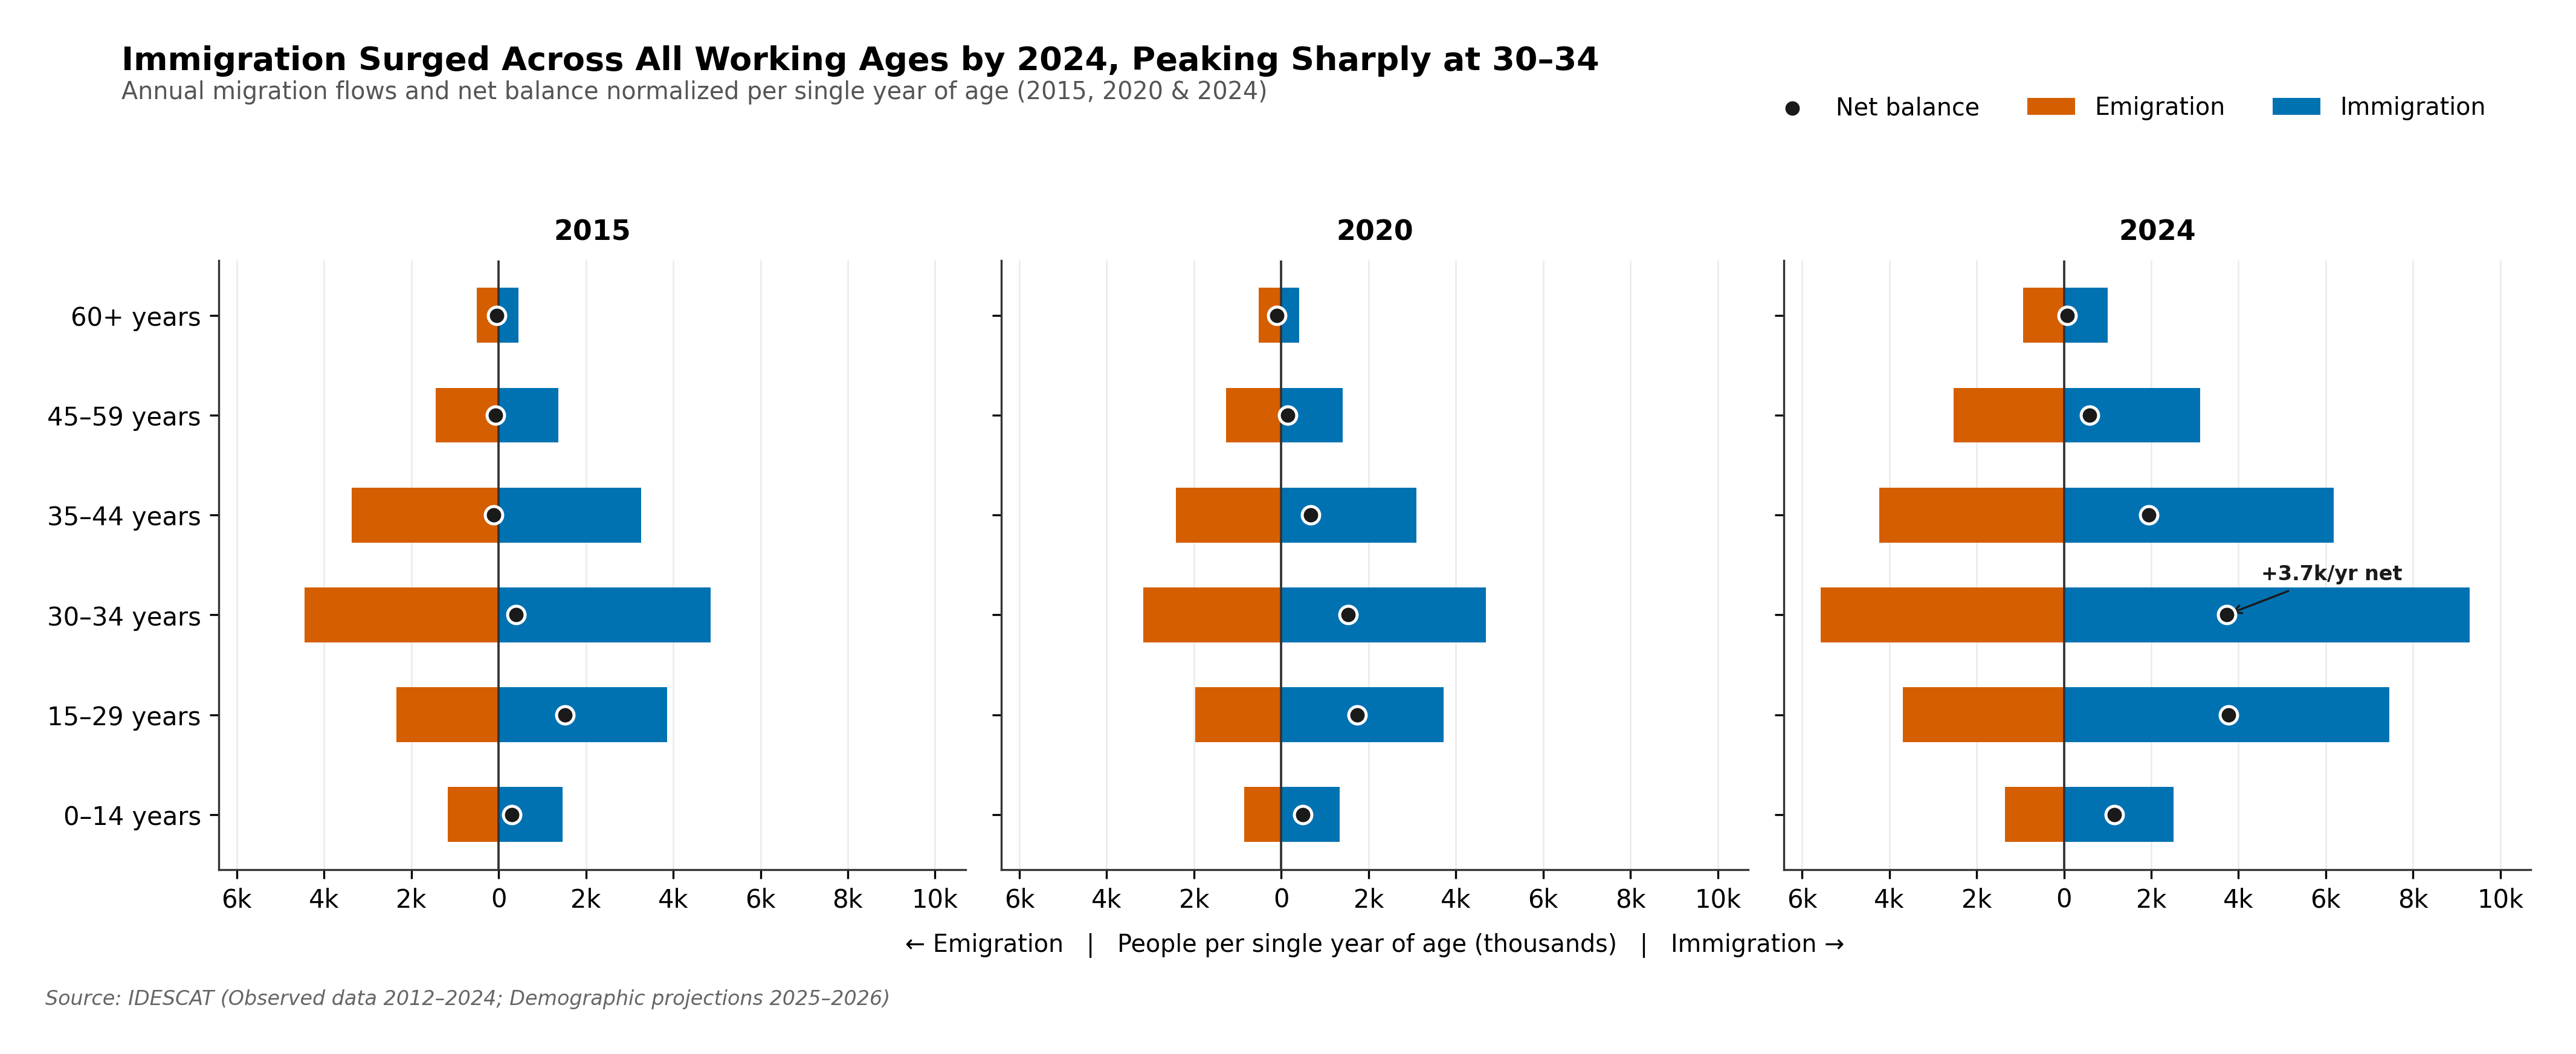 Immigration Surged Across All Working Ages by 2024, Peaking Sharply at 30–34
Annual migration flows and net balance normalized per single year of age (2015, 2020 & 2024)
Net balance
Emigration
Immigration
2015
2020
2024
60+ years
45–59 years
35–44 years
30–34 years
15–29 years
0–14 years
+3.7k/yr net
6k 4k 2k 0 2k 4k 6k 8k 10k
6k 4k 2k 0 2k 4k 6k 8k 10k
6k 4k 2k 0 2k 4k 6k 8k 10k
← Emigration | People per single year of age (thousands) | Immigration →
Source: IDESCAT (Observed data 2012–2024; Demographic projections 2025–2026)